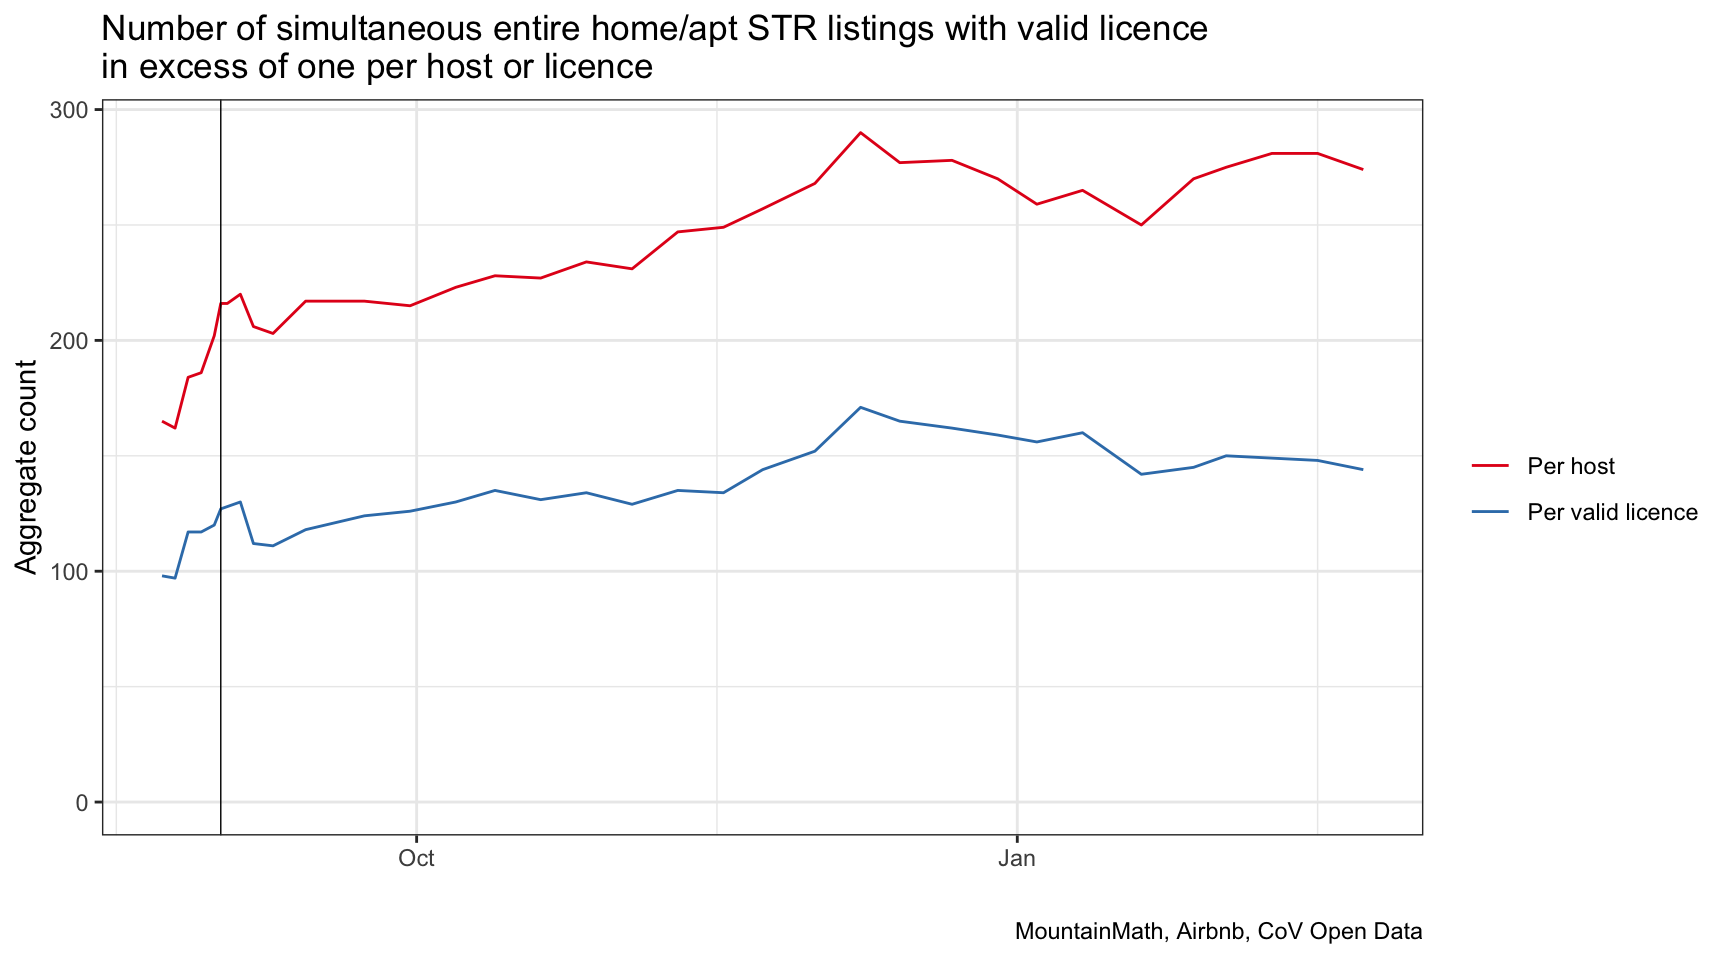 Number of simultaneous entire home/apt STR listings with valid licence
in excess of one per host or licence
Aggregate count
300
200
100
0
Oct
Jan
Per host
Per valid licence
MountainMath, Airbnb, CoV Open Data